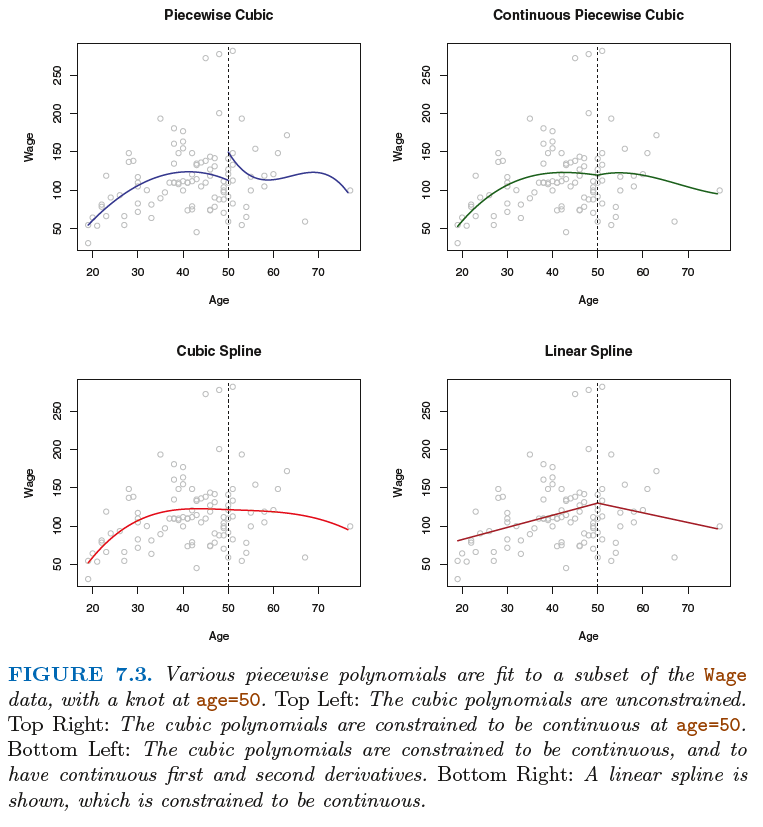 Piecewise Cubic
Wage
250
200
150
100
50
20 30 40 50 60 70
Age
Continuous Piecewise Cubic
Wage
250
200
150
100
50
20 30 40 50 60 70
Age
Cubic Spline
Wage
250
200
150
100
50
20 30 40 50 60 70
Age
Linear Spline
Wage
250
200
150
100
50
20 30 40 50 60 70
Age
FIGURE 7.3. Various piecewise polynomials are fit to a subset of the Wage
data, with a knot at age=50. Top Left: The cubic polynomials are unconstrained.
Top Right: The cubic polynomials are constrained to be continuous at age=50.
Bottom Left: The cubic polynomials are constrained to be continuous, and to
have continuous first and second derivatives. Bottom Right: A linear spline is
shown, which is constrained to be continuous.